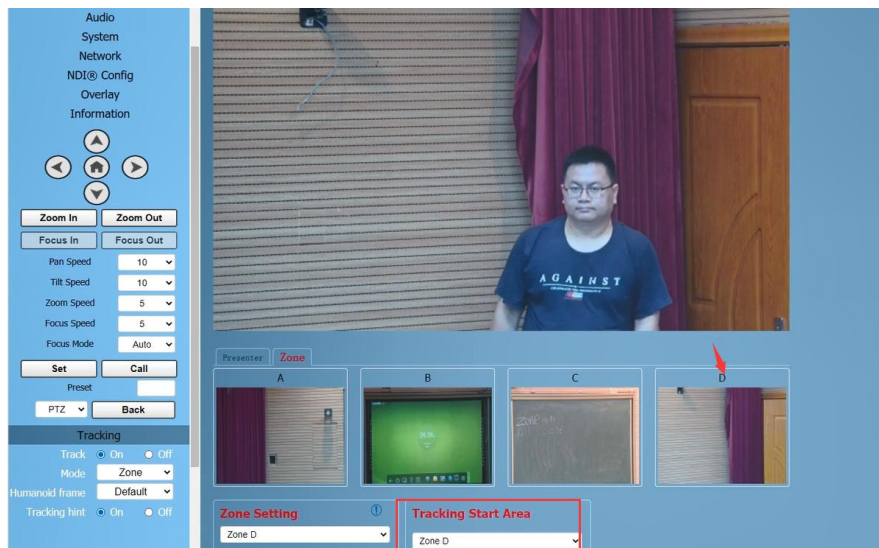 Audio
System
Network
NDI® Config
Overlay
Information
Zoom In Zoom Out
Focus In Focus Out
Pan Speed 10
Tilt Speed 10
Zoom Speed 5
Focus Speed 5
Focus Mode Auto
Set Call
Preset
PTZ Back
Tracking
Track On Off
Mode Zone
Humanoid frame Default
Tracking hint On Off
AGAINST
Presenter Zone
A B C D
Zone Setting
Zone D
Tracking Start Area
Zone D